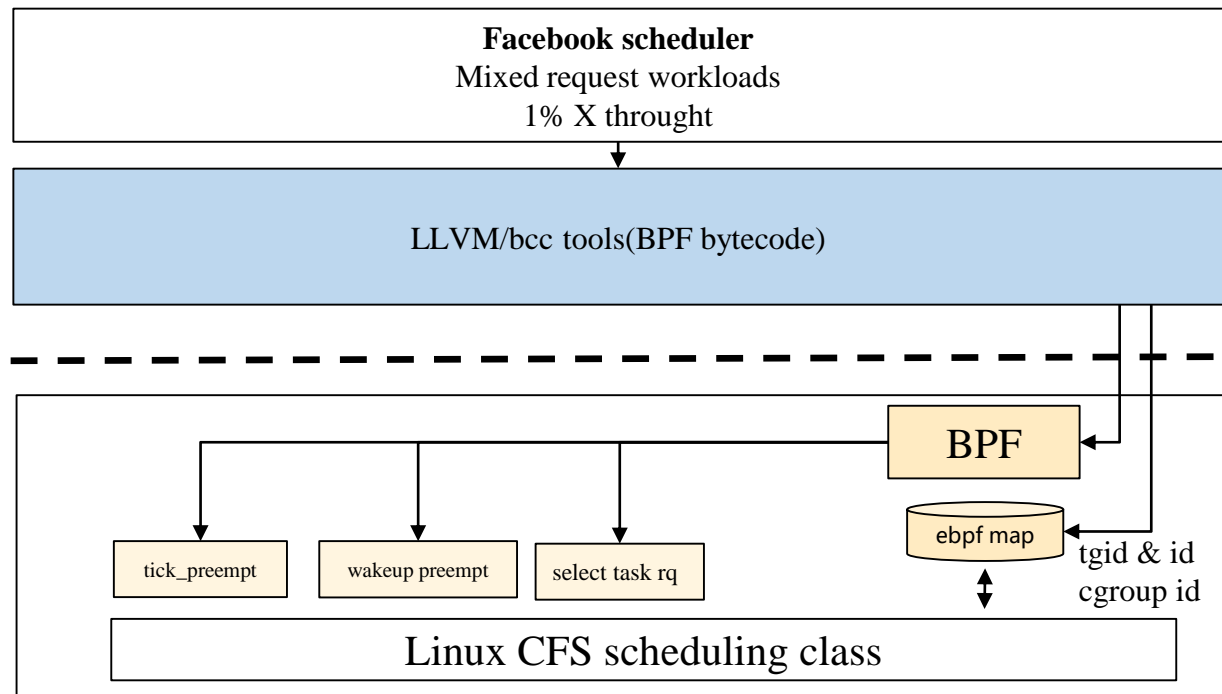 Facebook scheduler
Mixed request workloads
1% X throught
LLVM/bcc tools(BPF bytecode)
BPF
ebpf map
tgid & id
cgroup id
tick_preempt
wakeup preempt
select task rq
Linux CFS scheduling class